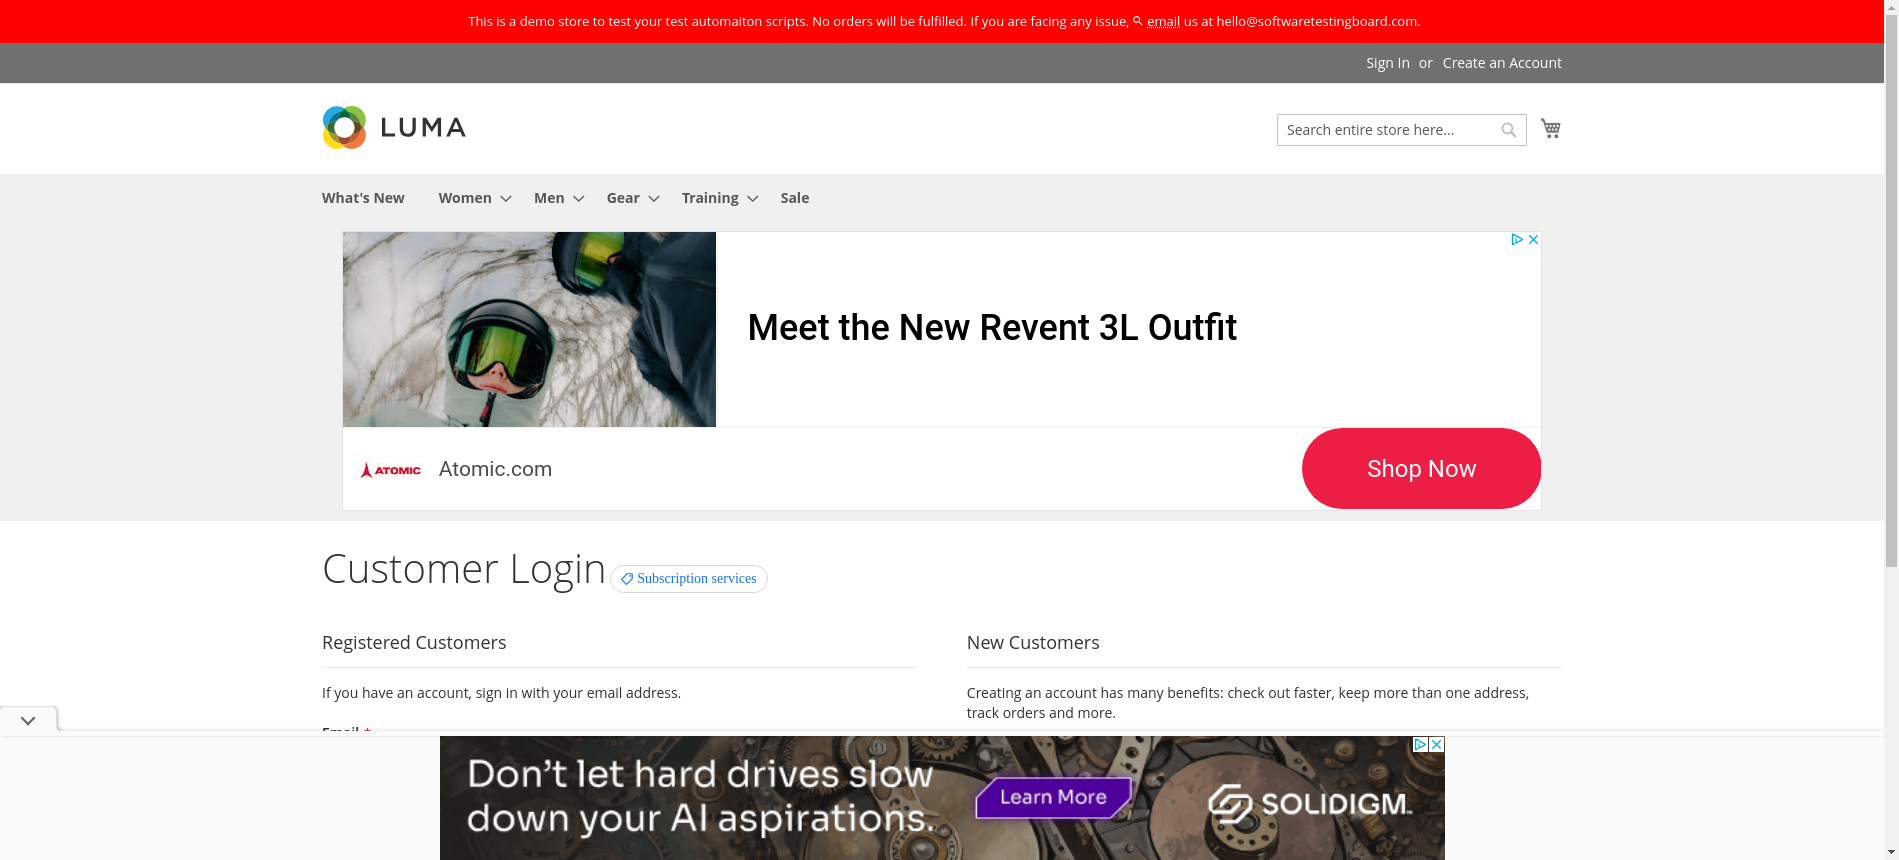 This is a demo store to test your test automaiton scripts. No orders will be fulfilled. If you are facing any issue, email us at hello@softwaretestingboard.com.
Sign In or Create an Account
LUMA
Search entire store here...
What's New Women Men Gear Training Sale
Meet the New Revent 3L Outfit
ATOMIC Atomic.com
Shop Now
Customer Login Subscription services
Registered Customers
If you have an account, sign in with your email address.
Email *
New Customers
Creating an account has many benefits: check out faster, keep more than one address,
track orders and more.
Don't let hard drives slow
down your AI aspirations.
Learn More
SOLIDIGM